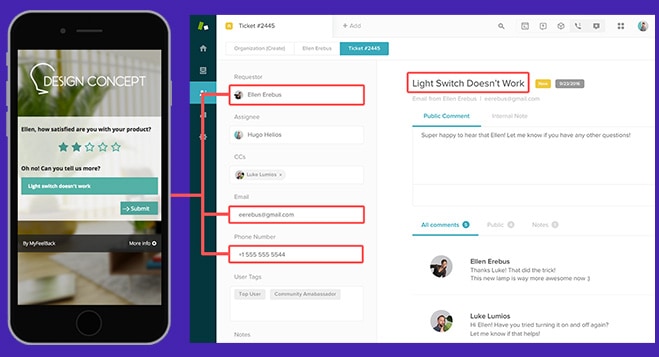 DESIGN CONCEPT
Ellen, how satisfied are you with your product?
Oh no! Can you tell us more?
Light switch doesn't work
Submit
By MyFeelBack
More info
Ticket #2445
+ Add
Organization (Create)
Ellen Erebus
Ticket #2445
Requestor
Ellen Erebus
Assignee
Hugo Helios
CCs
Luke Lumios ×
Email
eerebus@gmail.com
Phone Number
+1 555 555 5544
User Tags
Top User
Community Amabassador
Notes
Light Switch Doesn't Work
New
9/23/2016
Email from Ellen Erebus | eerebus@gmail.com
Public Comment
Internal Note
Super happy to hear that Ellen! Let me know if you have any other questions!
All comments 5
Public 4
Notes 1
Ellen Erebus
Thanks Luke! That did the trick!
This new lamp is way more awesome now :)
Luke Lumios
Hi Ellen! Have you tried turning it on and off again?
Let me know if that helps!